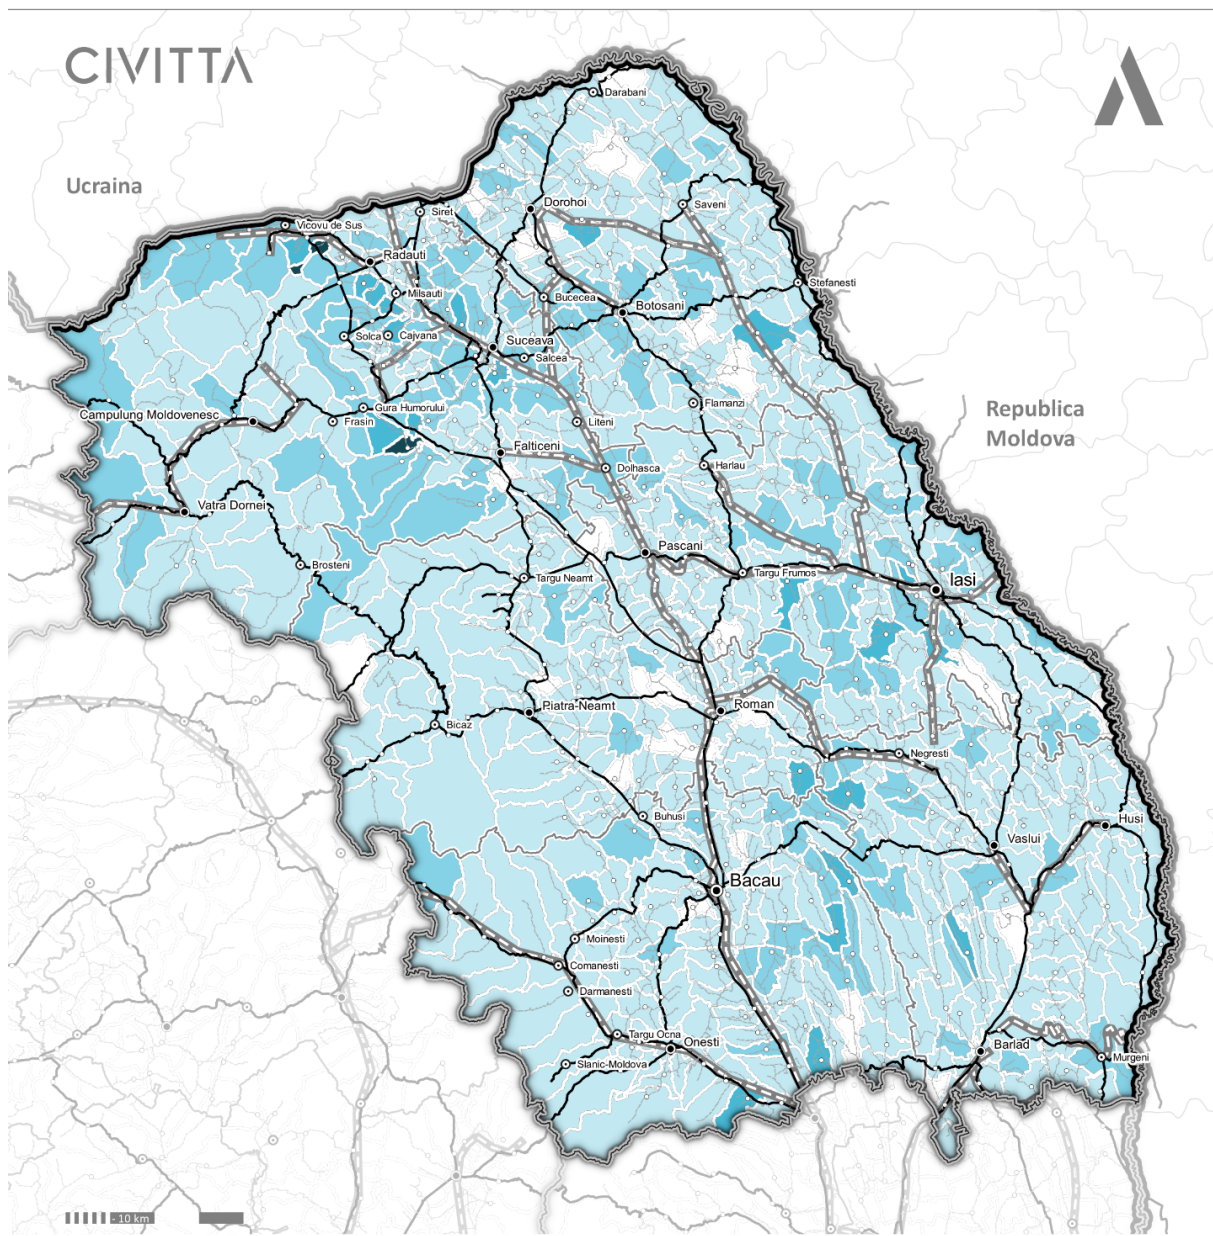 CIVITTA
Darabani
Ucraina
Dorohoi
Saveni
Siret
Vicovu de Sus
Radauti
Stefanesti
Milsauti
Bucecea
Botosani
Solca
Cajvana
Suceava
Salcea
Flamanzi
Republica
Moldova
Campulung Moldovenesc
Gura Humorului
Frasin
Liteni
Falticeni
Dolhasca
Harlau
Vatra Dornei
Pascani
Brosteni
Targu Neamt
Targu Frumos
Iasi
Piatra-Neamt
Roman
Bicaz
Negresti
Buhusi
Husi
Vaslui
Bacau
Moinesti
Comanesti
Darmanesti
Targu Ocna
Onesti
Barlad
Murgeni
Slanic-Moldova
- 10 km